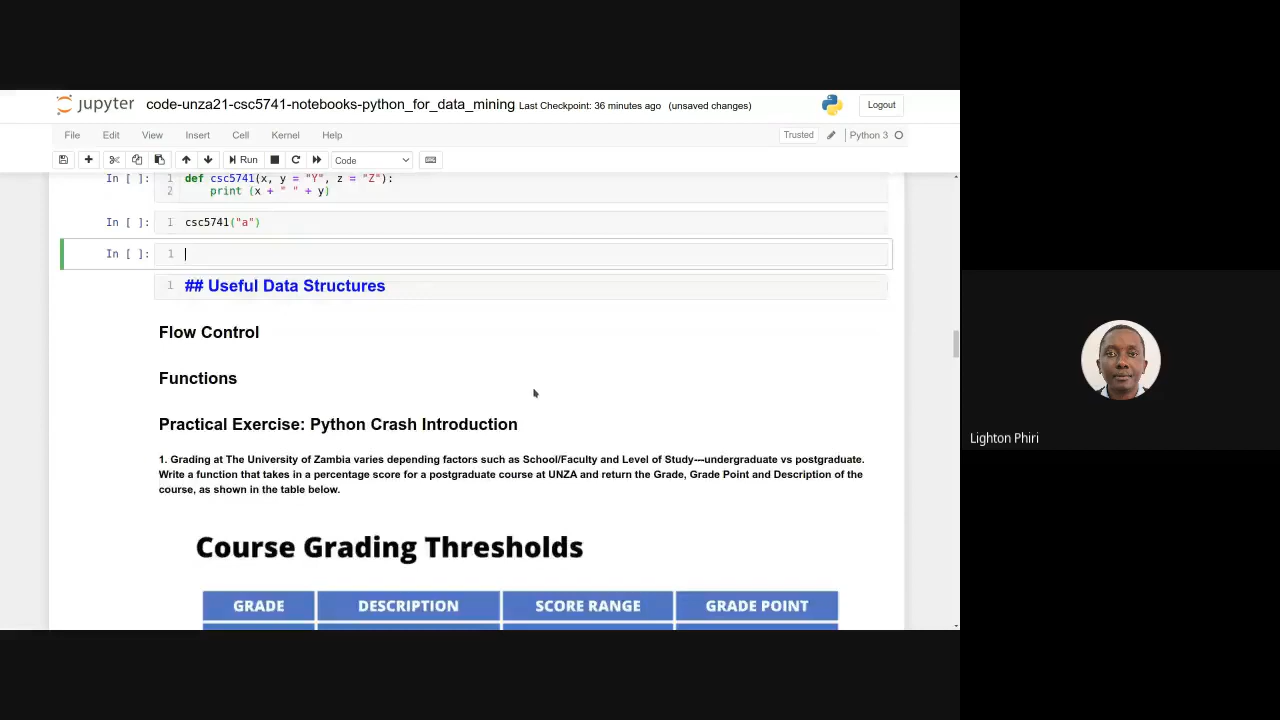 jupyter code-unza21-csc5741-notebooks-python_for_data_mining Last Checkpoint: 36 minutes ago (unsaved changes) Logout
File Edit View Insert Cell Kernel Help Trusted Python 3
Run Code
In [ ]: 1 def csc5741(x, y = "Y", z = "Z"):
2 print (x + " " + y)
In [ ]: 1 csc5741("a")
In [ ]: 1
1 ## Useful Data Structures
Flow Control
Functions
Practical Exercise: Python Crash Introduction
1. Grading at The University of Zambia varies depending factors such as School/Faculty and Level of Study---undergraduate vs postgraduate.
Write a function that takes in a percentage score for a postgraduate course at UNZA and return the Grade, Grade Point and Description of the
course, as shown in the table below.
Course Grading Thresholds
GRADE DESCRIPTION SCORE RANGE GRADE POINT
Lighton Phiri